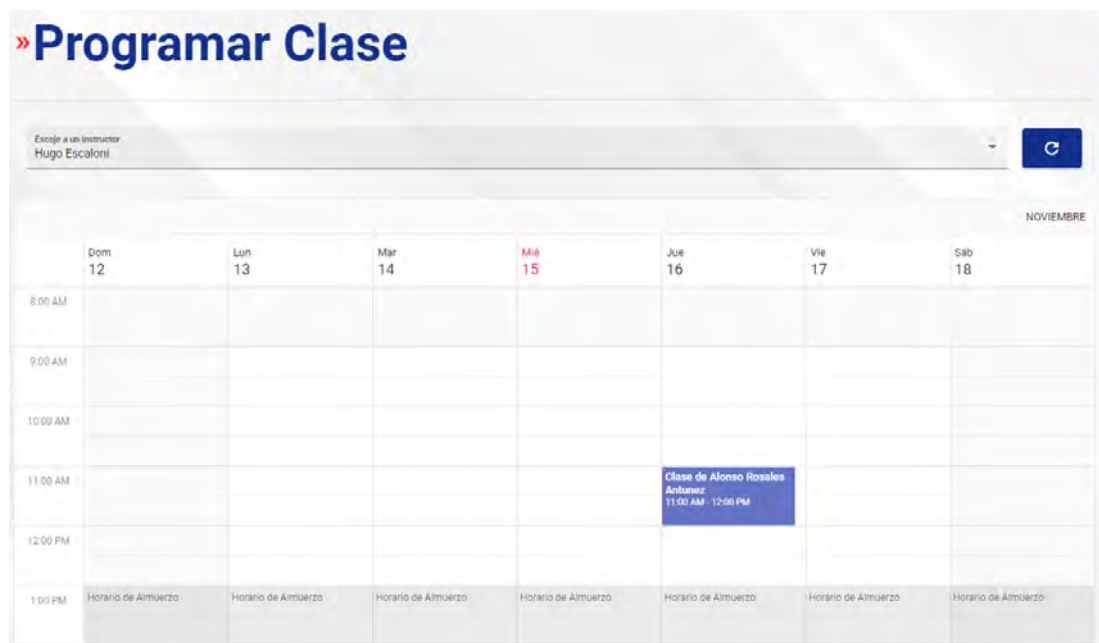 »Programar Clase
Escoje a un instructor
Hugo Escaloni
NOVIEMBRE
Dom Lun Mar Mié Jue Vie Sáb
12 13 14 15 16 17 18
8:00 AM
9:00 AM
10:00 AM
11:00 AM
Clase de Alonso Rosales
Antunez
11:00 AM - 12:00 PM
12:00 PM
1:00 PM Horario de Almuerzo Horario de Almuerzo Horario de Almuerzo Horario de Almuerzo Horario de Almuerzo Horario de Almuerzo Horario de Almuerzo